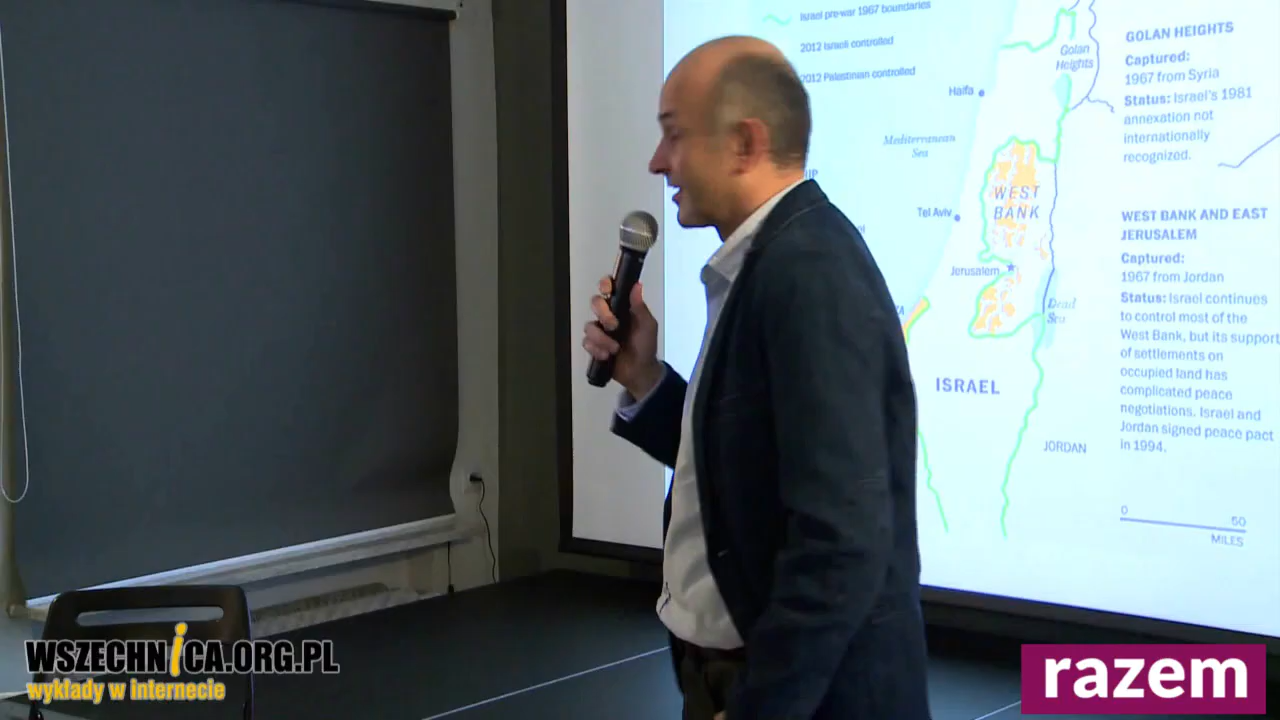 Israel pre-war 1967 boundaries
2012 Israeli controlled
2012 Palestinian controlled
Haifa
Golan
Heights
Mediterranean
Sea
WEST
BANK
Tel Aviv
Jerusalem
Dead
Sea
ISRAEL
JORDAN
GOLAN HEIGHTS
Captured:
1967 from Syria
Status: Israel's 1981
annexation not
internationally
recognized.
WEST BANK AND EAST
JERUSALEM
Captured:
1967 from Jordan
Status: Israel continues
to control most of the
West Bank, but its support
of settlements on
occupied land has
complicated peace
negotiations. Israel and
Jordan signed peace pact
in 1994.
0 50
MILES
WSZECHNICA.ORG.PL
wykłady w internecie
razem